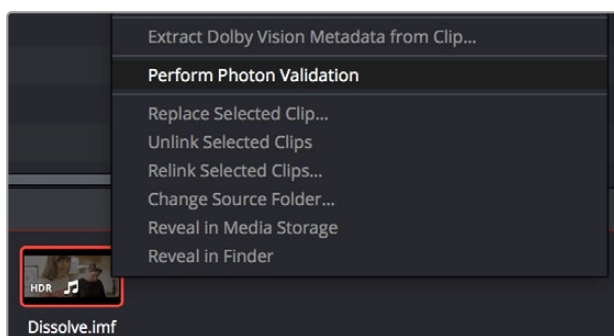 Extract Dolby Vision Metadata from Clip...
Perform Photon Validation
Replace Selected Clip...
Unlink Selected Clips
Relink Selected Clips...
Change Source Folder...
Reveal in Media Storage
Reveal in Finder
HDR
Dissolve.imf